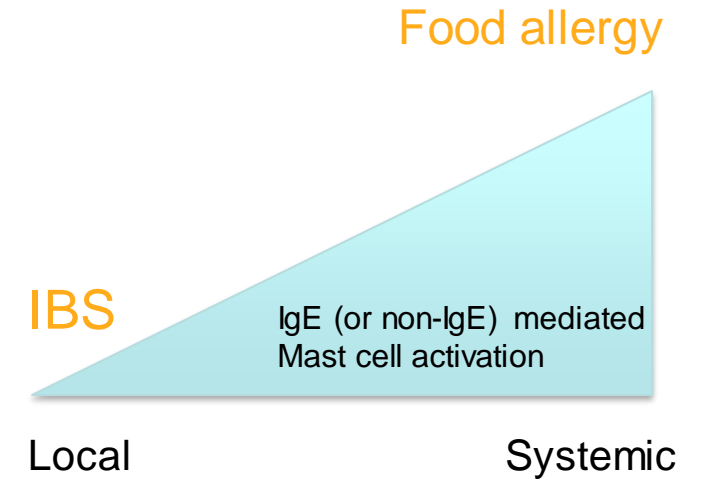 Food allergy
IBS
IgE (or non-IgE) mediated
Mast cell activation
Local
Systemic